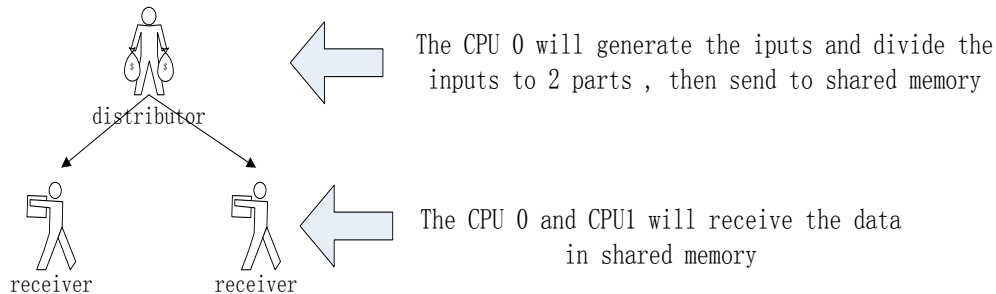 $ $
The CPU 0 will generate the iputs and divide the
inputs to 2 parts , then send to shared memory
distributor
The CPU 0 and CPU1 will receive the data
in shared memory
receiver
receiver